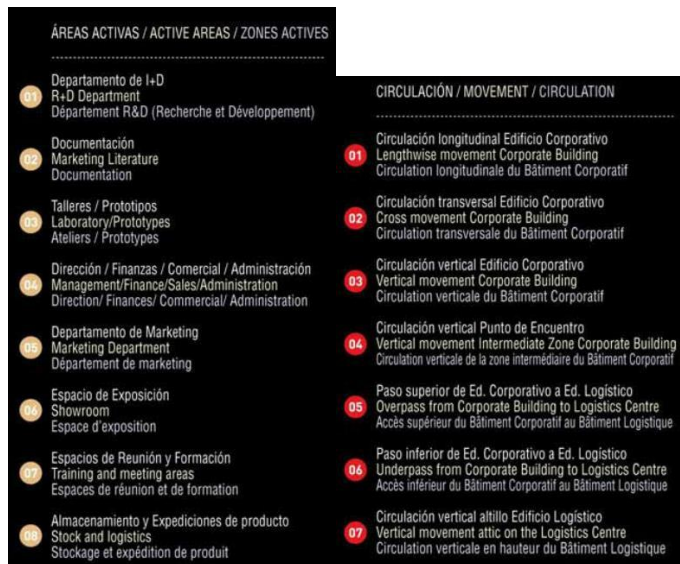 ÁREAS ACTIVAS / ACTIVE AREAS / ZONES ACTIVES
01
Departamento de I+D
R+D Department
Département R&D (Recherche et Développement)
02
Documentación
Marketing Literature
Documentation
03
Talleres / Prototipos
Laboratory/Prototypes
Ateliers / Prototypes
04
Dirección / Finanzas / Comercial / Administración
Management/Finance/Sales/Administration
Direction/ Finances/ Commercial/ Administration
05
Departamento de Marketing
Marketing Department
Département de marketing
06
Espacio de Exposición
Showroom
Espace d'exposition
07
Espacios de Reunión y Formación
Training and meeting areas
Espaces de réunion et de formation
08
Almacenamiento y Expediciones de producto
Stock and logistics
Stockage et expédition de produit
CIRCULACIÓN / MOVEMENT / CIRCULATION
01
Circulación longitudinal Edificio Corporativo
Lengthwise movement Corporate Building
Circulation longitudinale du Bâtiment Corporatif
02
Circulación transversal Edificio Corporativo
Cross movement Corporate Building
Circulation transversale du Bâtiment Corporatif
03
Circulación vertical Edificio Corporativo
Vertical movement Corporate Building
Circulation verticale du Bâtiment Corporatif
04
Circulación vertical Punto de Encuentro
Vertical movement Intermediate Zone Corporate Building
Circulation verticale de la zone intermédiaire du Bâtiment Corporatif
05
Paso superior de Ed. Corporativo a Ed. Logístico
Overpass from Corporate Building to Logistics Centre
Accès supérieur du Bâtiment Corporatif au Bâtiment Logistique
06
Paso inferior de Ed. Corporativo a Ed. Logístico
Underpass from Corporate Building to Logistics Centre
Accès inférieur du Bâtiment Corporatif au Bâtiment Logistique
07
Circulación vertical altillo Edificio Logístico
Vertical movement attic on the Logistics Centre
Circulation verticale en hauteur du Bâtiment Logistique